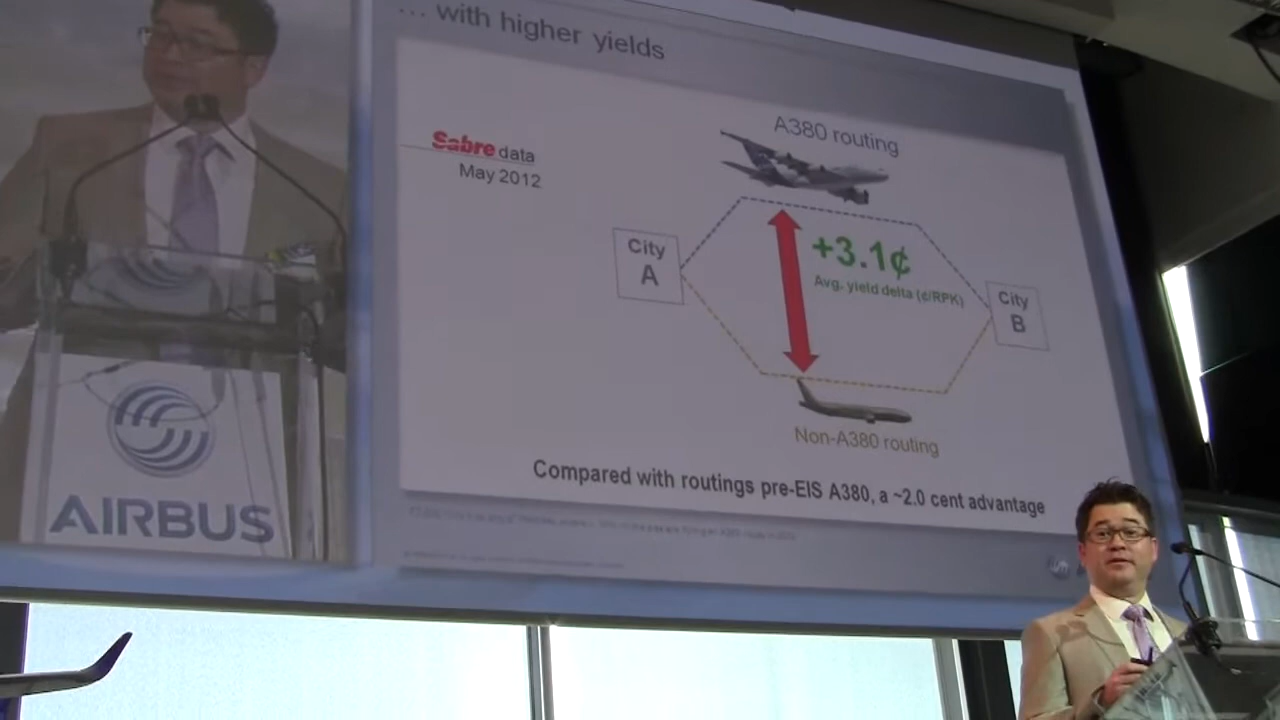 … with higher yields
Sabre data
May 2012
A380 routing
City
A
+3.1¢
Avg. yield delta (¢/RPK)
City
B
Non-A380 routing
Compared with routings pre-EIS A380, a ~2.0 cent advantage
AIRBUS